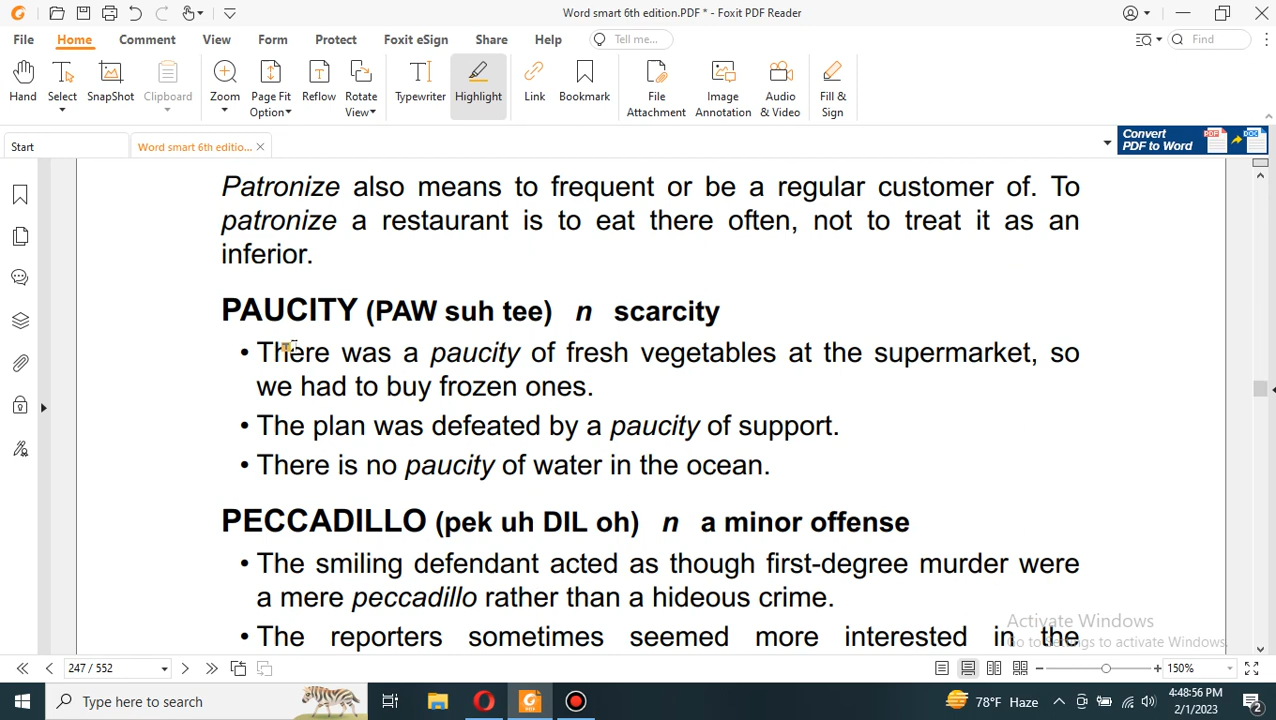 Word smart 6th edition.PDF * - Foxit PDF Reader
File Home Comment View Form Protect Foxit eSign Share Help Tell me... Find
Hand Select SnapShot Clipboard Zoom Page Fit Option Reflow Rotate View Typewriter Highlight Link Bookmark File Attachment Image Annotation Audio & Video Fill & Sign
Start Word smart 6th editio... Convert PDF to Word PDF DOC
Patronize also means to frequent or be a regular customer of. To
patronize a restaurant is to eat there often, not to treat it as an
inferior.
PAUCITY (PAW suh tee) n scarcity
• There was a paucity of fresh vegetables at the supermarket, so
we had to buy frozen ones.
• The plan was defeated by a paucity of support.
• There is no paucity of water in the ocean.
PECCADILLO (pek uh DIL oh) n a minor offense
• The smiling defendant acted as though first-degree murder were
a mere peccadillo rather than a hideous crime.
• The reporters sometimes seemed more interested in the
Activate Windows
Go to Settings to activate Windows.
247 / 552 150%
Type here to search 78°F Haze 4:48:56 PM
2/1/2023 2